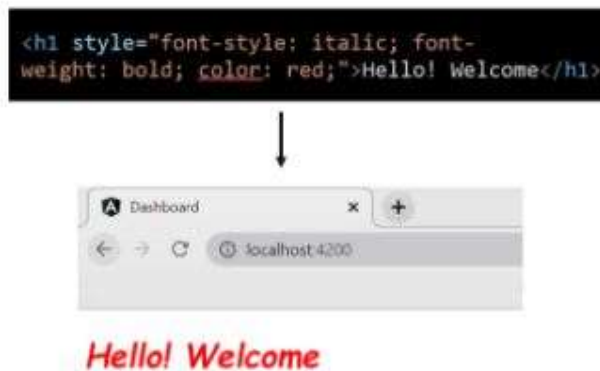 <h1 style="font-style: italic; font-
weight: bold; color: red;">Hello! Welcome</h1>
Dashboard
localhost:4200
Hello! Welcome